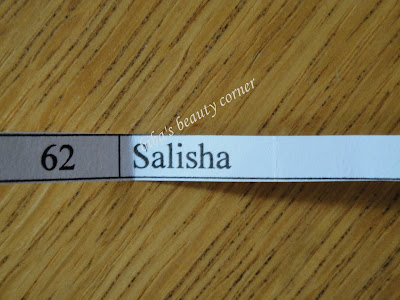 beauty corner
62 Salisha